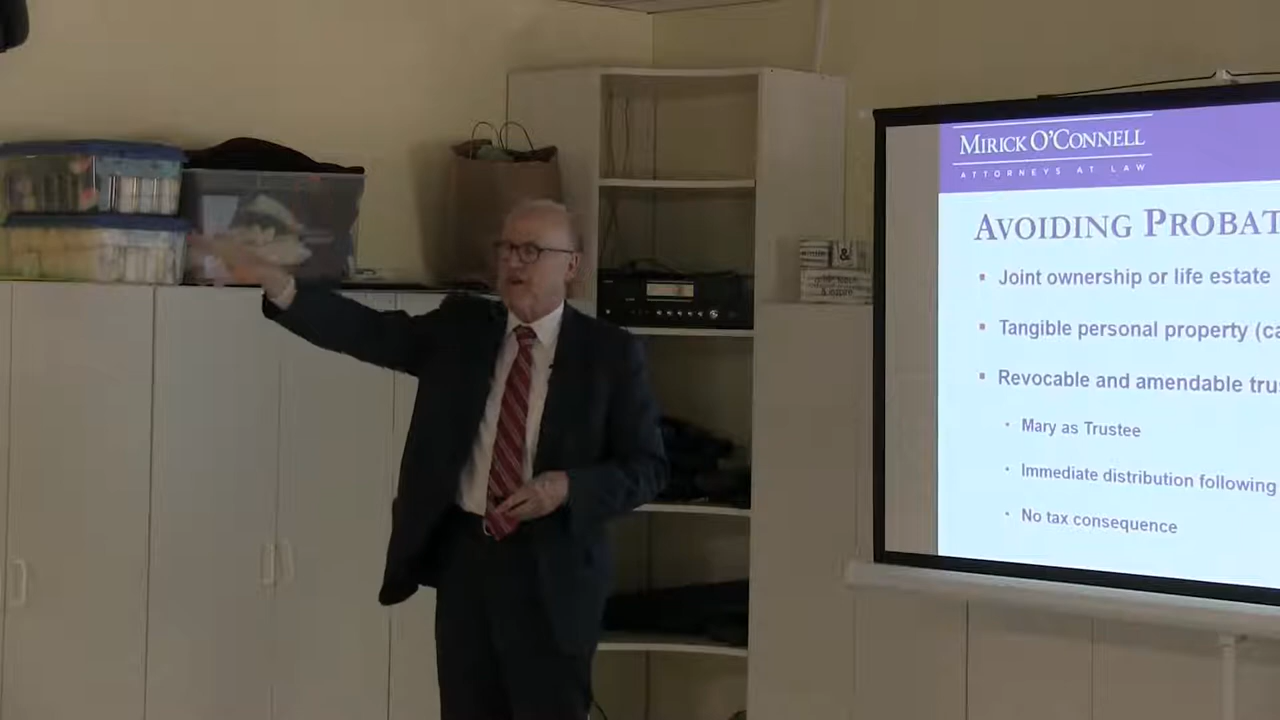 MIRICK O'CONNELL
ATTORNEYS AT LAW
AVOIDING PROBAT
Joint ownership or life estate
Tangible personal property (ca
Revocable and amendable trus
Mary as Trustee
Immediate distribution following
No tax consequence
&